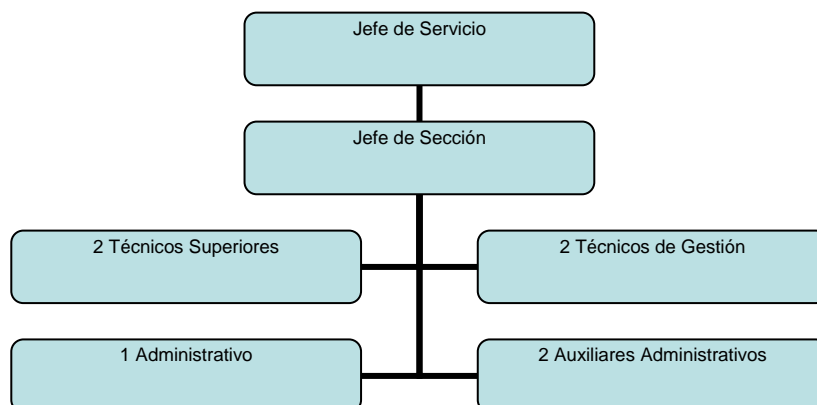 Jefe de Servicio
Jefe de Sección
2 Técnicos Superiores
2 Técnicos de Gestión
1 Administrativo
2 Auxiliares Administrativos